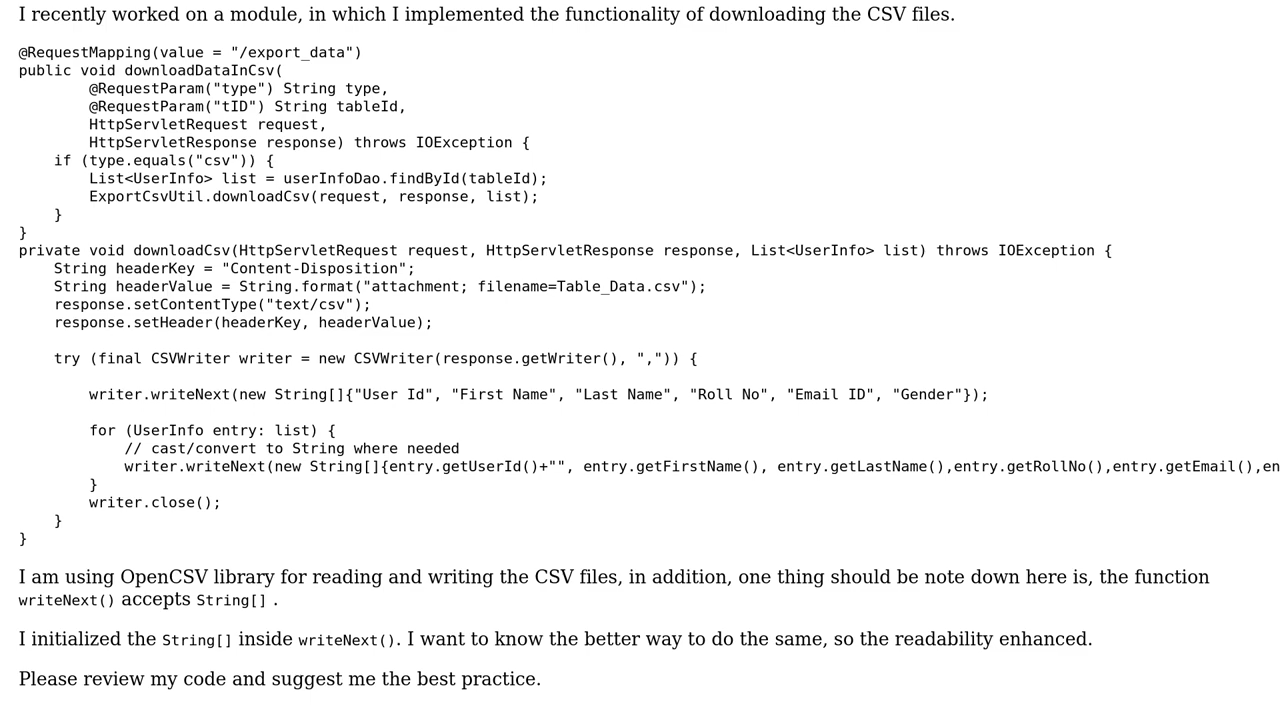 I recently worked on a module, in which I implemented the functionality of downloading the CSV files.
@RequestMapping(value = "/export_data")
public void downloadDataInCsv(
        @RequestParam("type") String type,
        @RequestParam("tID") String tableId,
        HttpServletRequest request,
        HttpServletResponse response) throws IOException {
    if (type.equals("csv")) {
        List<UserInfo> list = userInfoDao.findById(tableId);
        ExportCsvUtil.downloadCsv(request, response, list);
    }
}
private void downloadCsv(HttpServletRequest request, HttpServletResponse response, List<UserInfo> list) throws IOException {
    String headerKey = "Content-Disposition";
    String headerValue = String.format("attachment; filename=Table_Data.csv");
    response.setContentType("text/csv");
    response.setHeader(headerKey, headerValue);
    try (final CSVWriter writer = new CSVWriter(response.getWriter(), ",")) {
        writer.writeNext(new String[]{"User Id", "First Name", "Last Name", "Roll No", "Email ID", "Gender"});
        for (UserInfo entry: list) {
            // cast/convert to String where needed
            writer.writeNext(new String[]{entry.getUserId()+"", entry.getFirstName(), entry.getLastName(),entry.getRollNo(),entry.getEmail(),en
        }
        writer.close();
    }
}
I am using OpenCSV library for reading and writing the CSV files, in addition, one thing should be note down here is, the function
writeNext() accepts String[] .
I initialized the String[] inside writeNext(). I want to know the better way to do the same, so the readability enhanced.
Please review my code and suggest me the best practice.